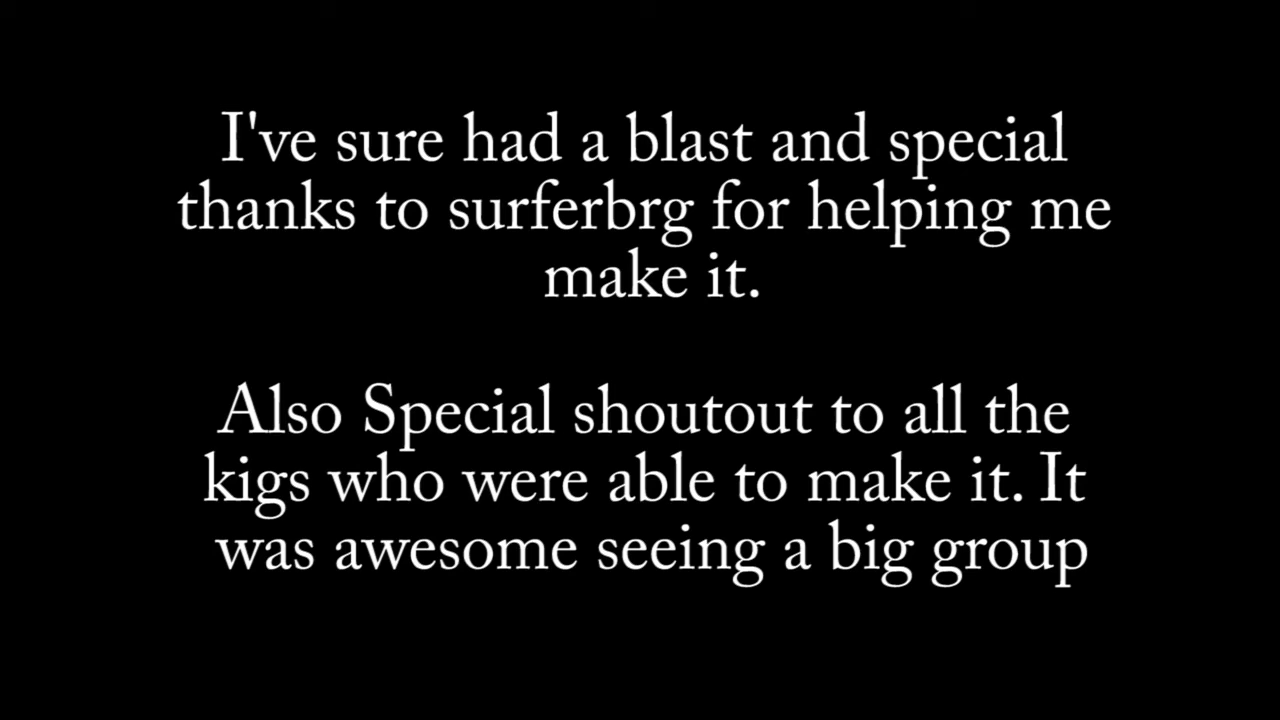 I've sure had a blast and special
thanks to surferbrg for helping me
make it.
Also Special shoutout to all the
kigs who were able to make it. It
was awesome seeing a big group